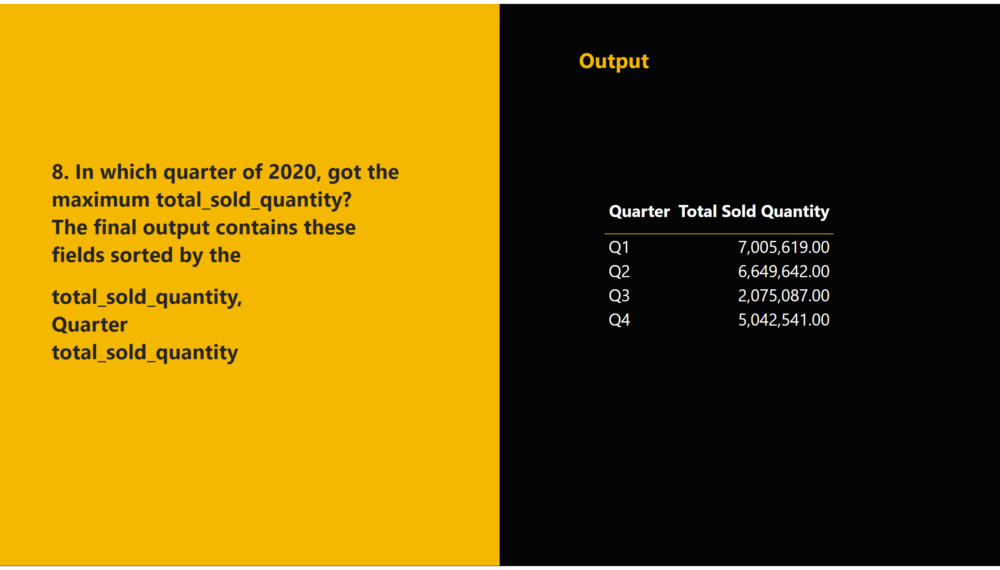 8. In which quarter of 2020, got the
maximum total_sold_quantity?
The final output contains these
fields sorted by the
total_sold_quantity,
Quarter
total_sold_quantity
Output
Quarter Total Sold Quantity
Q1 7,005,619.00
Q2 6,649,642.00
Q3 2,075,087.00
Q4 5,042,541.00